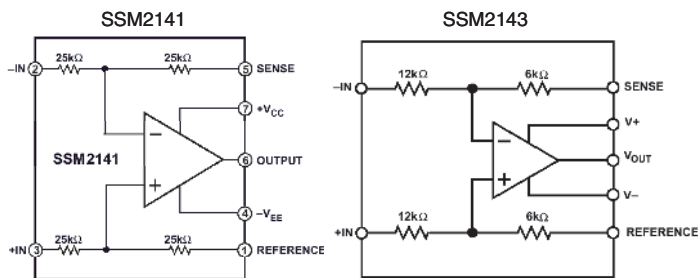 SSM2141
25kΩ 25kΩ
–IN 2 5 SENSE
7 +VCC
–
SSM2141 6 OUTPUT
+
4 –VEE
25kΩ 25kΩ
+IN 3 1 REFERENCE
SSM2143
12kΩ 6kΩ
–IN SENSE
V+
–
VOUT
+
V–
12kΩ 6kΩ
+IN REFERENCE